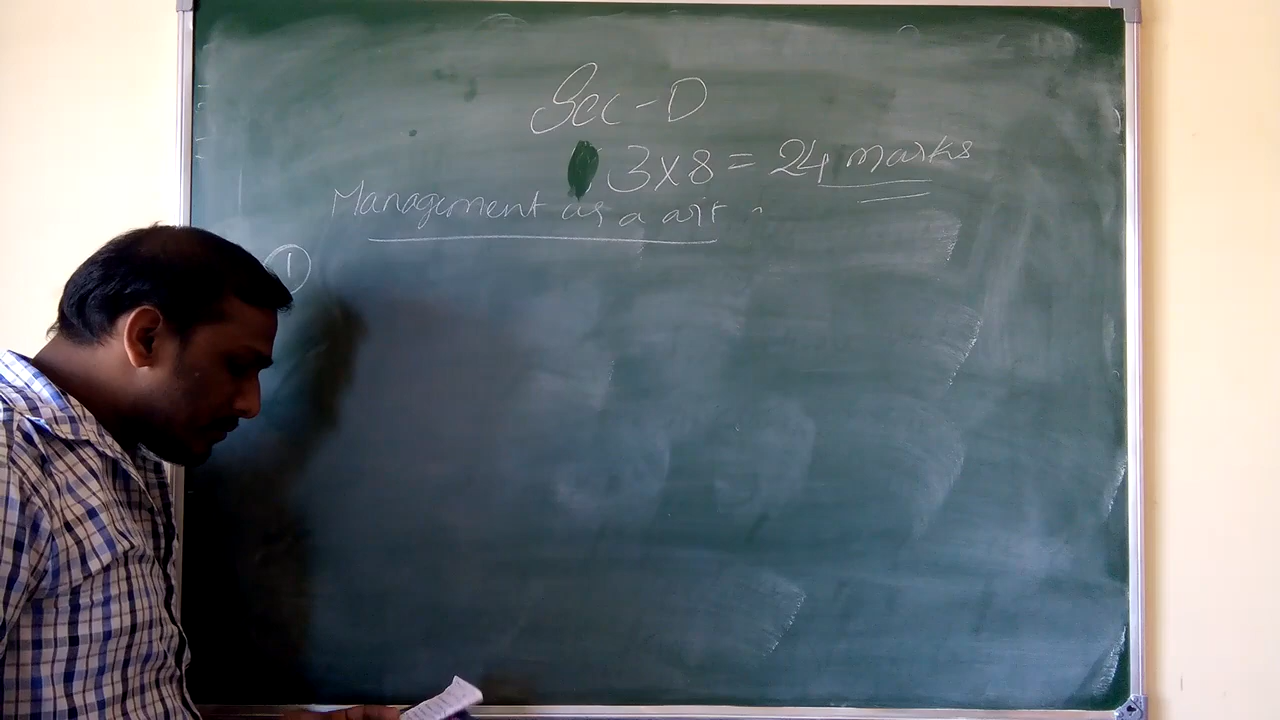 Sec-D
3x8 = 24 marks
Management as a art
①